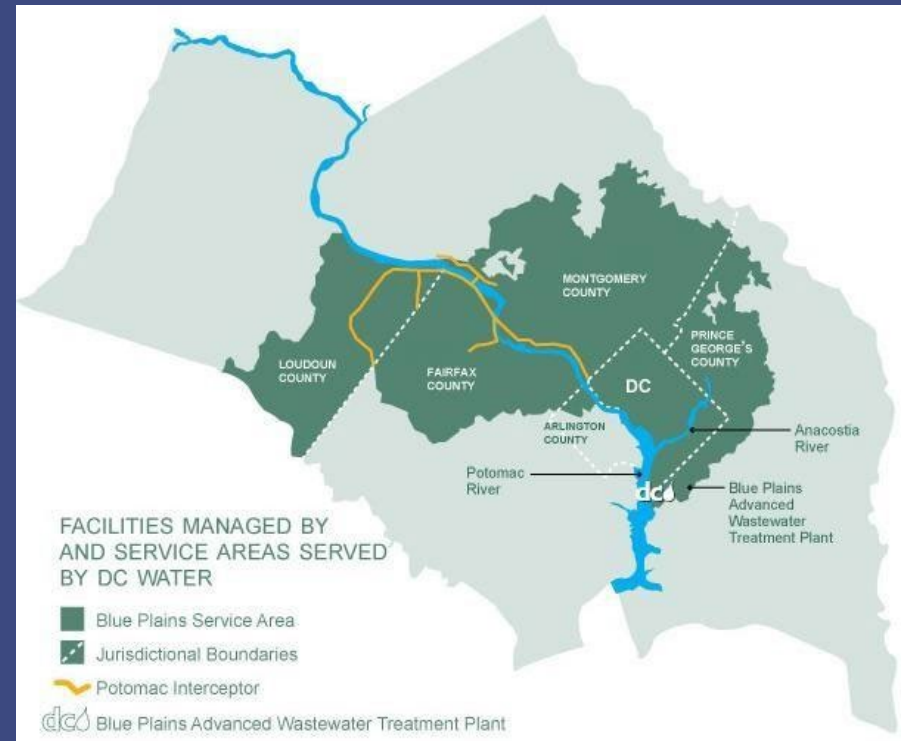 MONTGOMERY
COUNTY
PRINCE
GEORGE'S
COUNTY
LOUDOUN
COUNTY
FAIRFAX
COUNTY
DC
ARLINGTON
COUNTY
Anacostia
River
Potomac
River
dc
Blue Plains
Advanced
Wastewater
Treatment Plant
FACILITIES MANAGED BY
AND SERVICE AREAS SERVED
BY DC WATER
Blue Plains Service Area
Jurisdictional Boundaries
Potomac Interceptor
dc Blue Plains Advanced Wastewater Treatment Plant